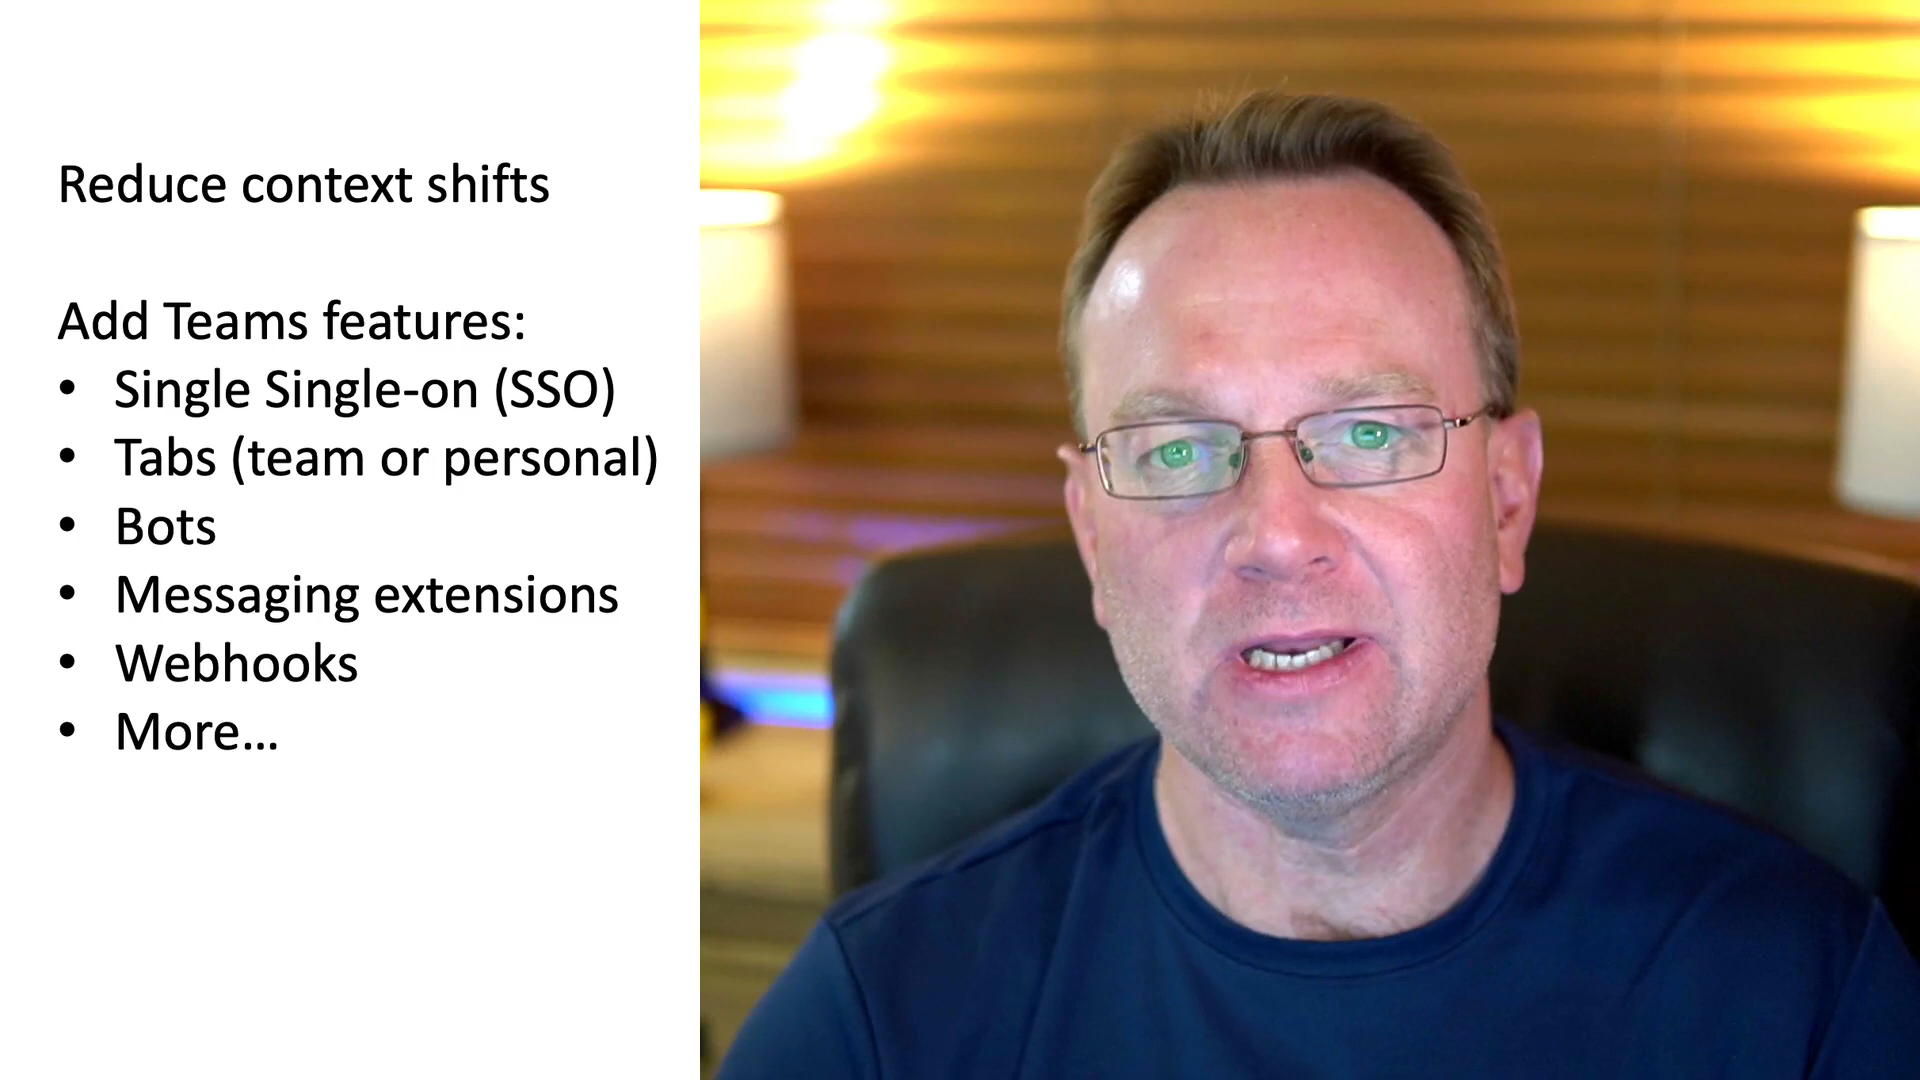 Reduce context shifts
Add Teams features:
• Single Single-on (SSO)
• Tabs (team or personal)
• Bots
• Messaging extensions
• Webhooks
• More...